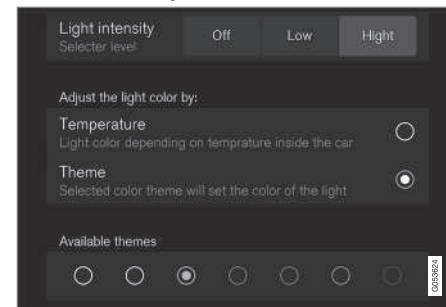 Light intensity
Selecter level
Off
Low
Hight
Adjust the light color by:
Temperature
Light color depending on temprature inside the car
Theme
Selected color theme will set the color of the light
Available themes
G053624